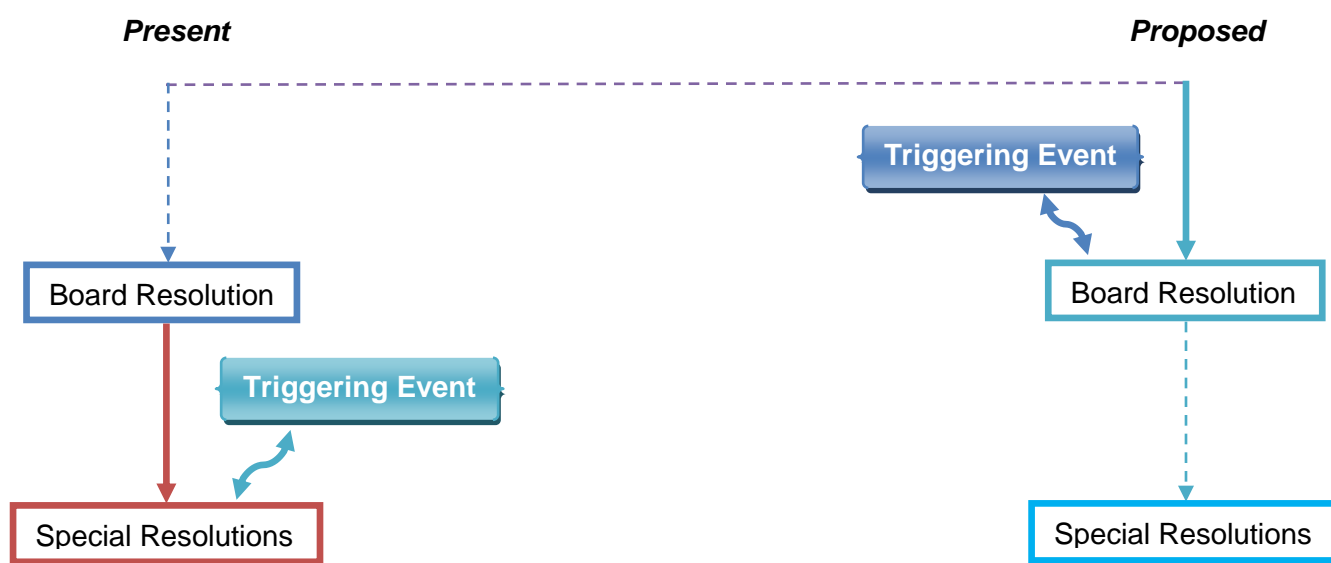 Present
Proposed
Triggering Event
Board Resolution
Board Resolution
Triggering Event
Special Resolutions
Special Resolutions